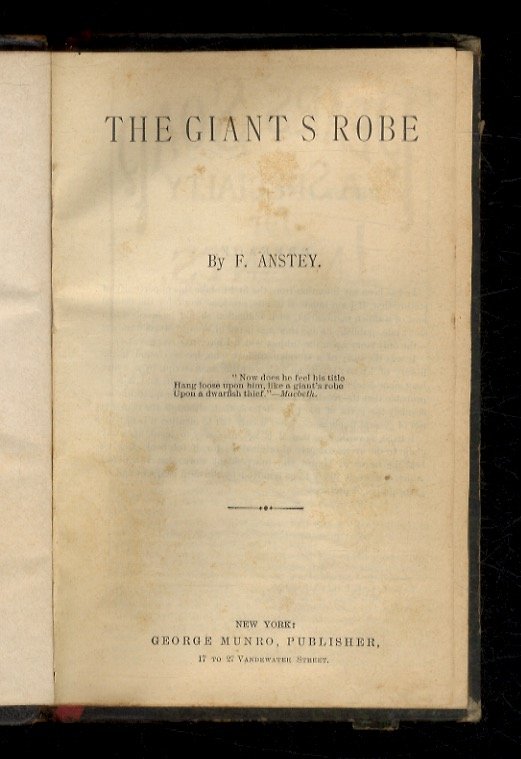 THE GIANT S ROBE
By F. ANSTEY.
"Now does he feel his title
Hang loose upon him, like a giant's robe
Upon a dwarfish thief."—Macbeth.
NEW YORK:
GEORGE MUNRO, PUBLISHER,
17 TO 27 VANDEWATER STREET.